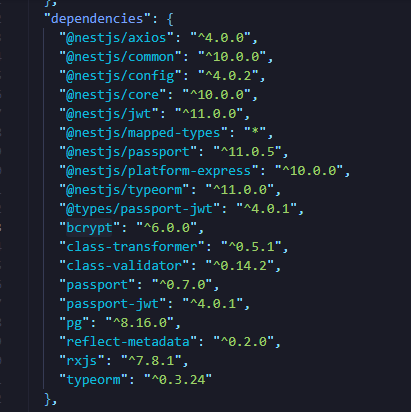 },
"dependencies": {
"@nestjs/axios": "^4.0.0",
"@nestjs/common": "^10.0.0",
"@nestjs/config": "^4.0.2",
"@nestjs/core": "^10.0.0",
"@nestjs/jwt": "^11.0.0",
"@nestjs/mapped-types": "*",
"@nestjs/passport": "^11.0.5",
"@nestjs/platform-express": "^10.0.0",
"@nestjs/typeorm": "^11.0.0",
"@types/passport-jwt": "^4.0.1",
"bcrypt": "^6.0.0",
"class-transformer": "^0.5.1",
"class-validator": "^0.14.2",
"passport": "^0.7.0",
"passport-jwt": "^4.0.1",
"pg": "^8.16.0",
"reflect-metadata": "^0.2.0",
"rxjs": "^7.8.1",
"typeorm": "^0.3.24"
},